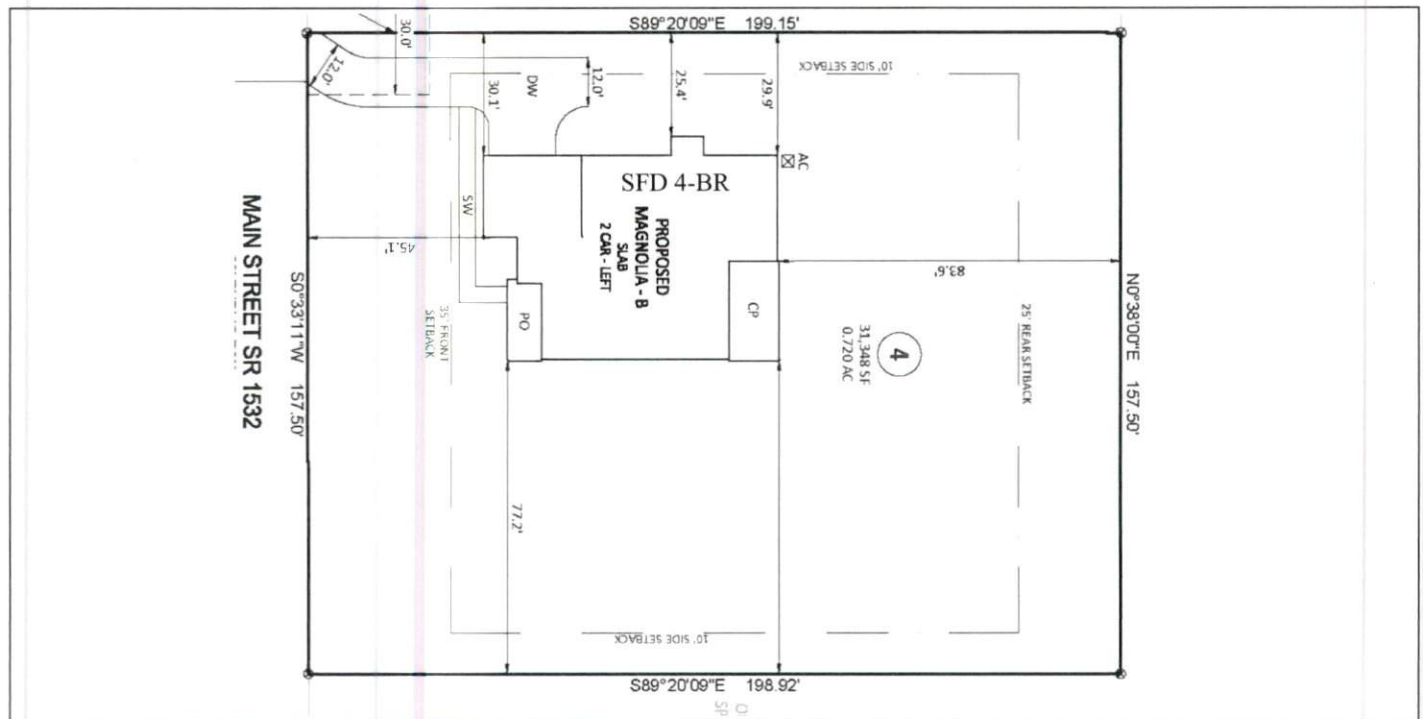 S89°20'09"E 199.15'
30.0'
12.0'
DW
12.0'
30.1'
25.4'
29.9'
10' SIDE SETBACK
AC
SFD 4-BR
PROPOSED
MAGNOLIA - B
SLAB
2 CAR - LEFT
SW
45.1'
PO
CP
83.6'
4
31,348 SF
0.720 AC
25' REAR SETBACK
35' FRONT
SETBACK
MAIN STREET SR 1532
S0°33'11"W 157.50'
N0°38'00"E 157.50'
77.2'
10' SIDE SETBACK
S89°20'09"E 198.92'